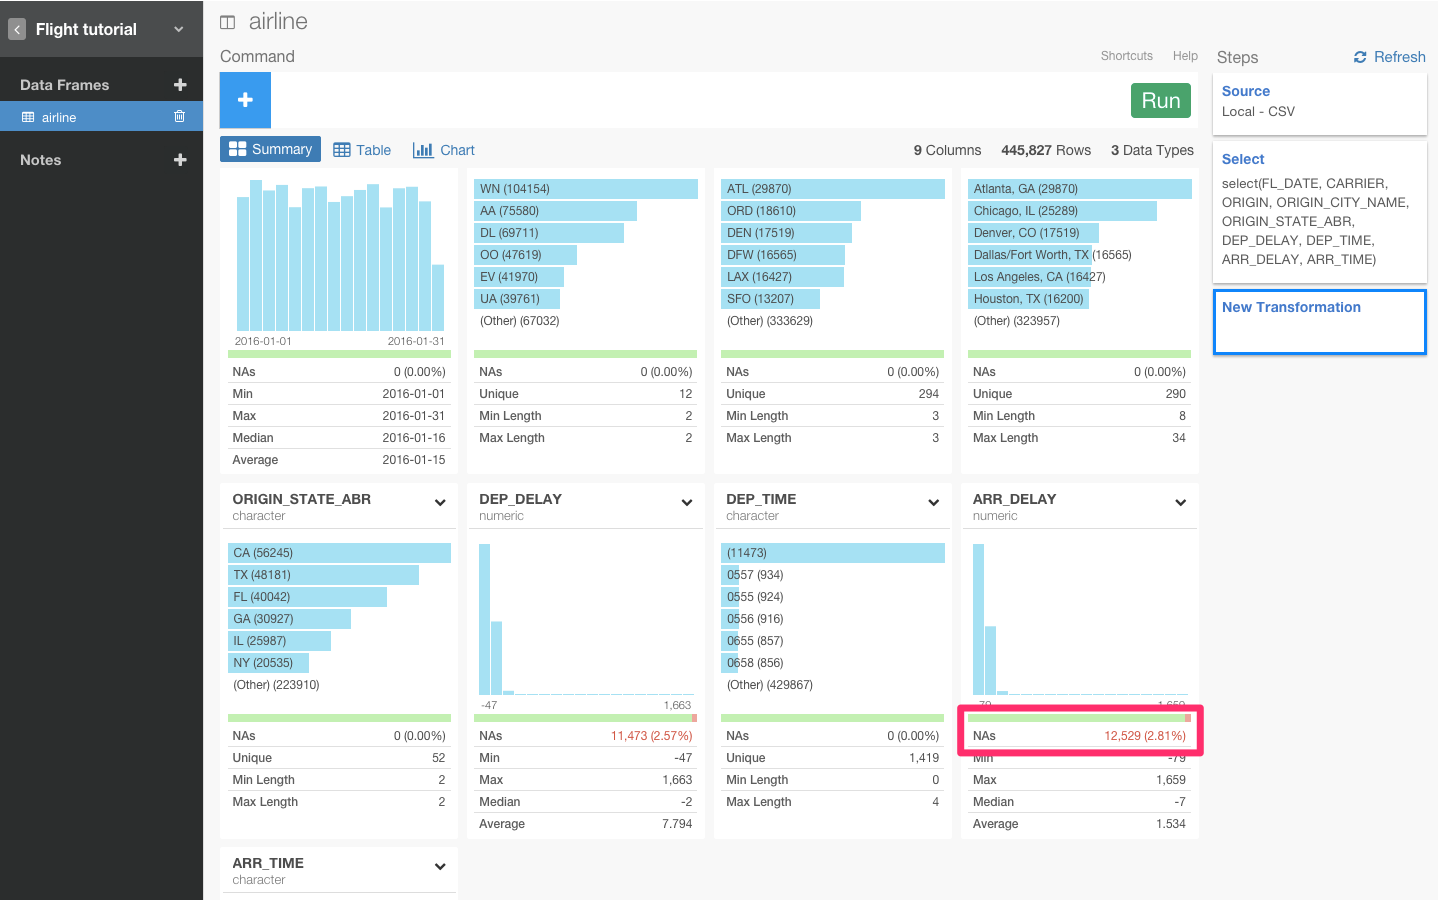 Flight tutorial
Data Frames
airline
Notes
airline
Command
Shortcuts Help
Run
Summary Table Chart
9 Columns 445,827 Rows 3 Data Types
2016-01-01 2016-01-31
NAs 0 (0.00%)
Min 2016-01-01
Max 2016-01-31
Median 2016-01-16
Average 2016-01-15
WN (104154)
AA (75580)
DL (69711)
OO (47619)
EV (41970)
UA (39761)
(Other) (67032)
NAs 0 (0.00%)
Unique 12
Min Length 2
Max Length 2
ATL (29870)
ORD (18610)
DEN (17519)
DFW (16565)
LAX (16427)
SFO (13207)
(Other) (333629)
NAs 0 (0.00%)
Unique 294
Min Length 3
Max Length 3
Atlanta, GA (29870)
Chicago, IL (25289)
Denver, CO (17519)
Dallas/Fort Worth, TX (16565)
Los Angeles, CA (16427)
Houston, TX (16200)
(Other) (323957)
NAs 0 (0.00%)
Unique 290
Min Length 8
Max Length 34
ORIGIN_STATE_ABR
character
CA (56245)
TX (48181)
FL (40042)
GA (30927)
IL (25987)
NY (20535)
(Other) (223910)
NAs 0 (0.00%)
Unique 52
Min Length 2
Max Length 2
DEP_DELAY
numeric
-47 1,663
NAs 11,473 (2.57%)
Min -47
Max 1,663
Median -2
Average 7.794
DEP_TIME
character
(11473)
0557 (934)
0555 (924)
0556 (916)
0655 (857)
0658 (856)
(Other) (429867)
NAs 0 (0.00%)
Unique 1,419
Min Length 0
Max Length 4
ARR_DELAY
numeric
-79 1,659
NAs 12,529 (2.81%)
Min -79
Max 1,659
Median -7
Average 1.534
ARR_TIME
character
Steps Refresh
Source
Local - CSV
Select
select(FL_DATE, CARRIER,
ORIGIN, ORIGIN_CITY_NAME,
ORIGIN_STATE_ABR,
DEP_DELAY, DEP_TIME,
ARR_DELAY, ARR_TIME)
New Transformation